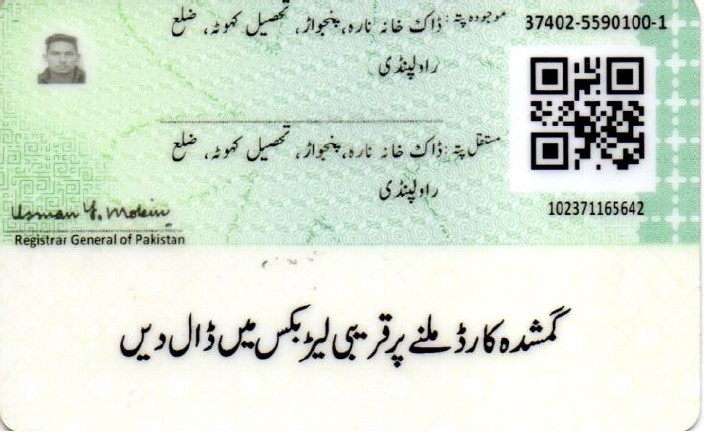 37402-5590100-1
موجودہ پتہ: ڈاک خانہ نارہ، پنجواڑ، تحصیل کہوٹہ، ضلع
راولپنڈی
مستقل پتہ: ڈاک خانہ نارہ، پنجواڑ، تحصیل کہوٹہ، ضلع
راولپنڈی
102371165642
Usman Y. Mobin
Registrar General of Pakistan
گمشدہ کارڈ ملنے پر قریبی لیٹر بکس میں ڈال دیں